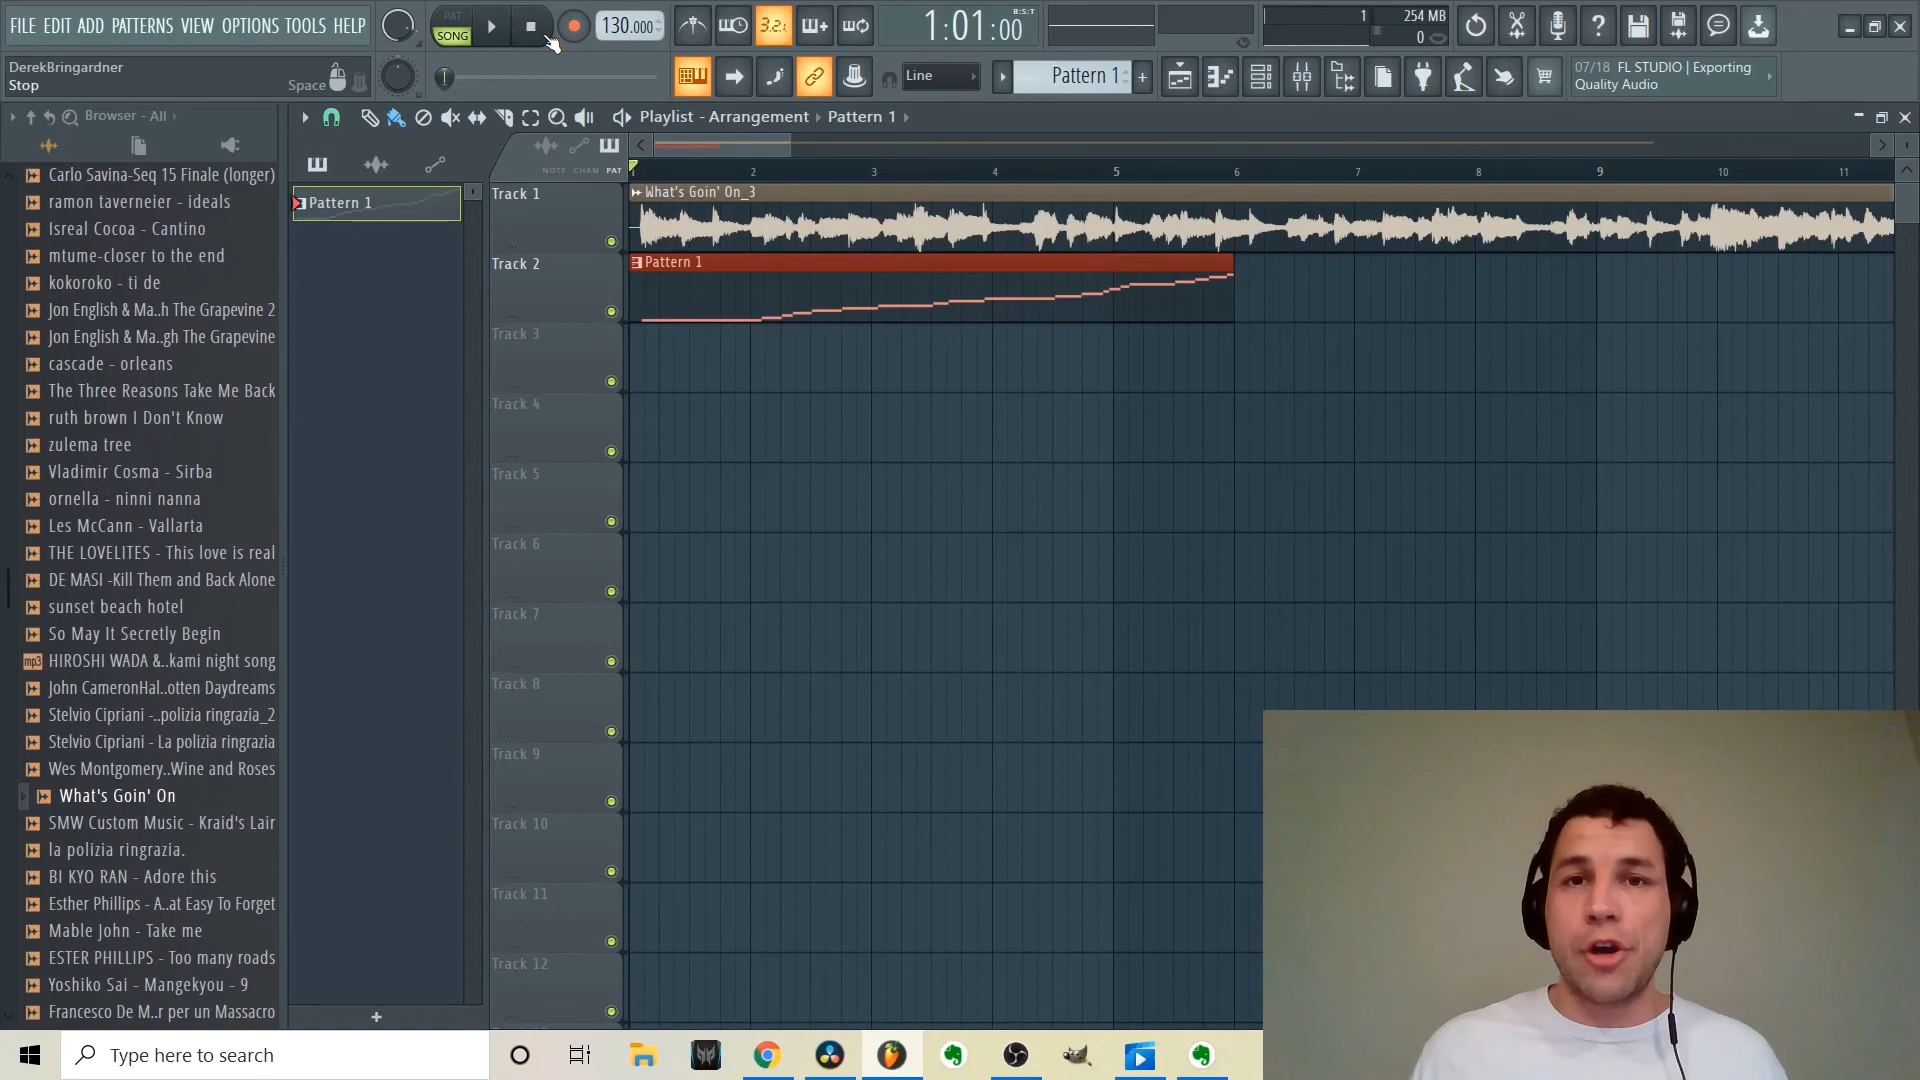 FILE EDIT ADD PATTERNS VIEW OPTIONS TOOLS HELP
PAT
SONG
130.000
3.2.1
1:01:00
B:S:T
1
254 MB
0
DerekBringardner
Stop
Space
Line
Pattern 1
+
07/18 FL STUDIO | Exporting
Quality Audio
Browser - All
Playlist - Arrangement › Pattern 1 ›
NOTE CHAN PAT
1 2 3 4 5 6 7 8 9 10 11
Pattern 1
+
Track 1
What's Goin' On_3
Track 2
Pattern 1
Track 3
Track 4
Track 5
Track 6
Track 7
Track 8
Track 9
Track 10
Track 11
Track 12
Carlo Savina-Seq 15 Finale (longer)
ramon taverneier - ideals
Isreal Cocoa - Cantino
mtume-closer to the end
kokoroko - ti de
Jon English & Ma..h The Grapevine 2
Jon English & Ma..gh The Grapevine
cascade - orleans
The Three Reasons Take Me Back
ruth brown I Don't Know
zulema tree
Vladimir Cosma - Sirba
ornella - ninni nanna
Les McCann - Vallarta
THE LOVELITES - This love is real
DE MASI -Kill Them and Back Alone
sunset beach hotel
So May It Secretly Begin
mp3 HIROSHI WADA &..kami night song
John CameronHal..otten Daydreams
Stelvio Cipriani -..polizia ringrazia_2
Stelvio Cipriani - La polizia ringrazia
Wes Montgomery..Wine and Roses
What's Goin' On
SMW Custom Music - Kraid's Lair
la polizia ringrazia.
BI KYO RAN - Adore this
Esther Phillips - A..at Easy To Forget
Mable John - Take me
ESTER PHILLIPS - Too many roads
Yoshiko Sai - Mangekyou - 9
Francesco De M..r per un Massacro
Type here to search